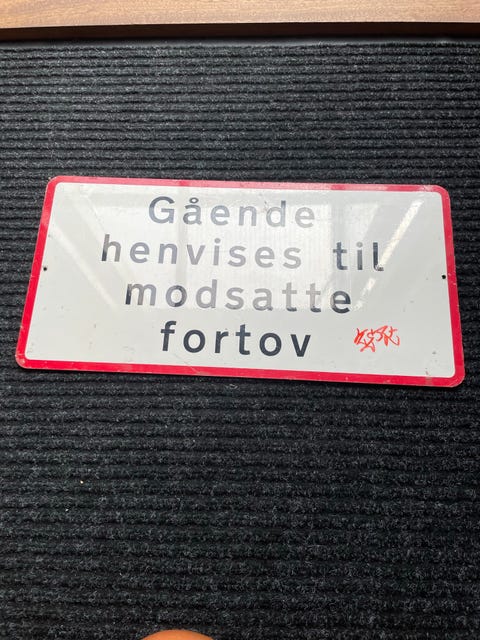 Gående
henvises til
modsatte
fortov